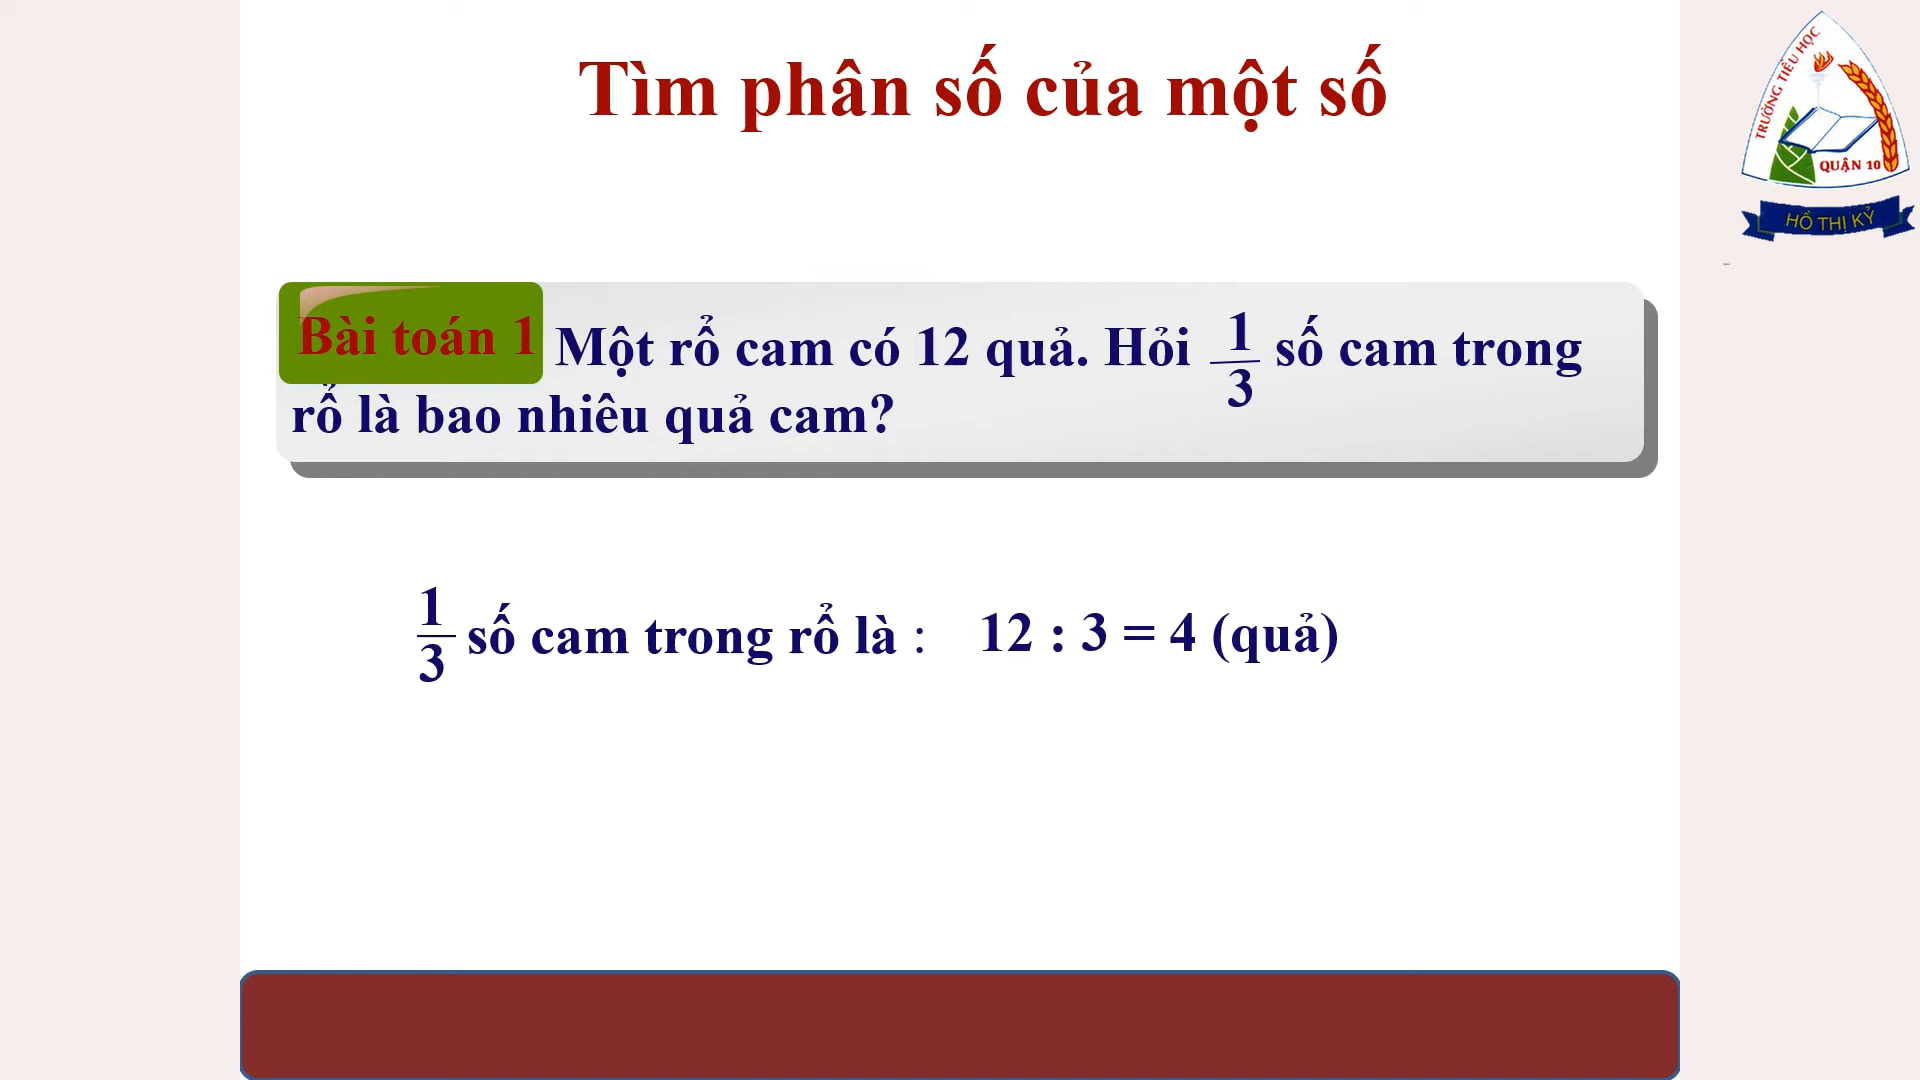 Tìm phân số của một số
TRƯỜNG TIỂU HỌC
QUẬN 10
HỒ THỊ KỶ
Bài toán 1 Một rổ cam có 12 quả. Hỏi 1/3 số cam trong
rổ là bao nhiêu quả cam?
1/3 số cam trong rổ là : 12 : 3 = 4 (quả)